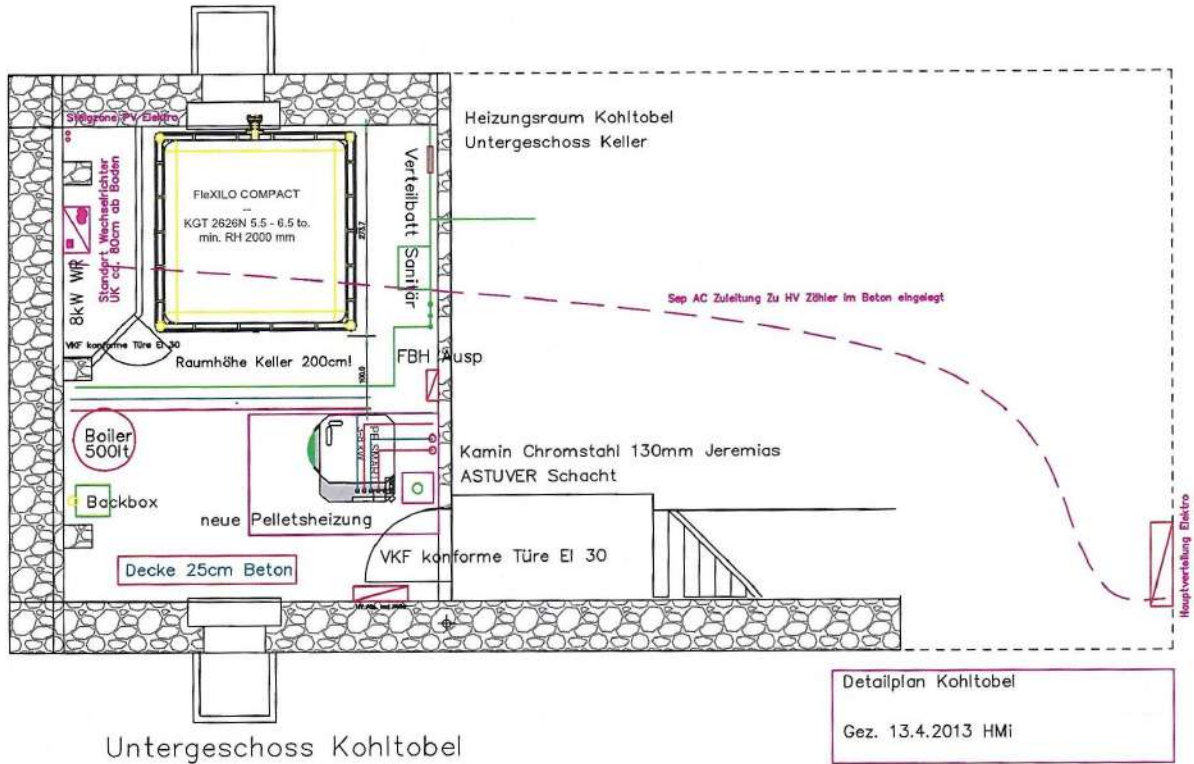 Steigzone PV Elektro
Heizungsraum Kohltobel
Untergeschoss Keller
FleXILO COMPACT
--
KGT 2626N 5.5 - 6.5 to.
min. RH 2000 mm
Verteilbatt Sanitär
273,7
Standort Wechselrichter
UK ca. 80cm ab Boden
8kW WR
Sep AC Zuleitung Zu HV Zähler im Beton eingelegt
VKF konforme Türe EI 30
Raumhöhe Keller 200cm!
FBH Ausp
100,0
Boiler
500lt
Kamin Chromstahl 130mm Jeremias
ASTUVER Schacht
Backbox
neue Pelletsheizung
VKF konforme Türe EI 30
Decke 25cm Beton
Hauptverteilung Elektro
Detailplan Kohltobel
Gez. 13.4.2013 HMi
Untergeschoss Kohltobel